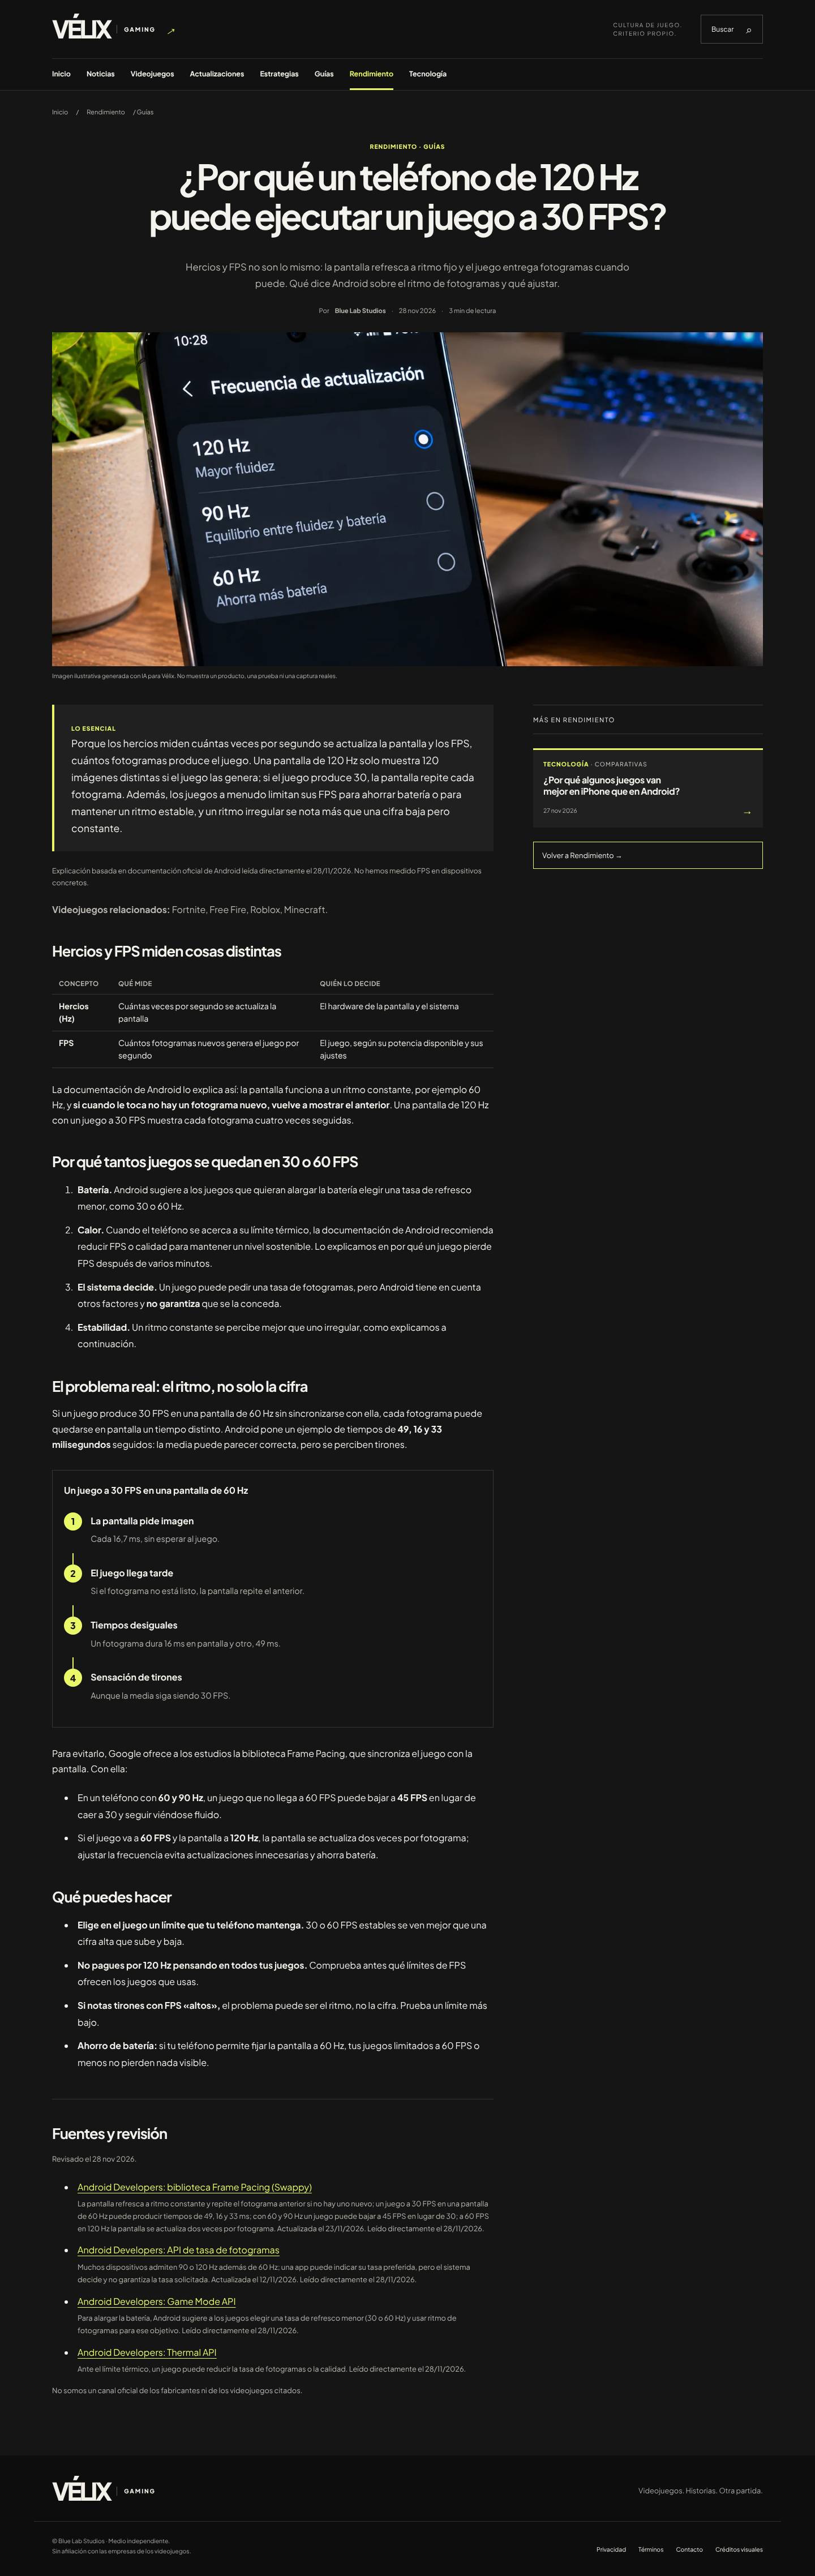 VÉLIX GAMING →
CULTURA DE JUEGO.
CRITERIO PROPIO.
Buscar
Inicio Noticias Videojuegos Actualizaciones Estrategias Guías Rendimiento Tecnología
Inicio / Rendimiento / Guías
RENDIMIENTO · GUÍAS
¿Por qué un teléfono de 120 Hz
puede ejecutar un juego a 30 FPS?
Hercios y FPS no son lo mismo: la pantalla refresca a ritmo fijo y el juego entrega fotogramas cuando
puede. Qué dice Android sobre el ritmo de fotogramas y qué ajustar.
Por Blue Lab Studios · 28 nov 2026 · 3 min de lectura
10:28
Frecuencia de actualización
120 Hz
Mayor fluidez
90 Hz
Equilibrio entre fluidez y batería
60 Hz
Ahorra más batería
Imagen ilustrativa generada con IA para Vélix. No muestra un producto, una prueba ni una captura reales.
LO ESENCIAL
Porque los hercios miden cuántas veces por segundo se actualiza la pantalla y los FPS,
cuántos fotogramas produce el juego. Una pantalla de 120 Hz solo muestra 120
imágenes distintas si el juego las genera; si el juego produce 30, la pantalla repite cada
fotograma. Además, los juegos a menudo limitan sus FPS para ahorrar batería o para
mantener un ritmo estable, y un ritmo irregular se nota más que una cifra baja pero
constante.
MÁS EN RENDIMIENTO
TECNOLOGÍA · COMPARATIVAS
¿Por qué algunos juegos van
mejor en iPhone que en Android?
27 nov 2026 →
Volver a Rendimiento →
Explicación basada en documentación oficial de Android leída directamente el 28/11/2026. No hemos medido FPS en dispositivos
concretos.
Videojuegos relacionados: Fortnite, Free Fire, Roblox, Minecraft.
Hercios y FPS miden cosas distintas
CONCEPTO QUÉ MIDE QUIÉN LO DECIDE
Hercios Cuántas veces por segundo se actualiza la El hardware de la pantalla y el sistema
(Hz) pantalla
FPS Cuántos fotogramas nuevos genera el juego por El juego, según su potencia disponible y sus
segundo ajustes
La documentación de Android lo explica así: la pantalla funciona a un ritmo constante, por ejemplo 60
Hz, y si cuando le toca no hay un fotograma nuevo, vuelve a mostrar el anterior. Una pantalla de 120 Hz
con un juego a 30 FPS muestra cada fotograma cuatro veces seguidas.
Por qué tantos juegos se quedan en 30 o 60 FPS
1. Batería. Android sugiere a los juegos que quieran alargar la batería elegir una tasa de refresco
menor, como 30 o 60 Hz.
2. Calor. Cuando el teléfono se acerca a su límite térmico, la documentación de Android recomienda
reducir FPS o calidad para mantener un nivel sostenible. Lo explicamos en por qué un juego pierde
FPS después de varios minutos.
3. El sistema decide. Un juego puede pedir una tasa de fotogramas, pero Android tiene en cuenta
otros factores y no garantiza que se la conceda.
4. Estabilidad. Un ritmo constante se percibe mejor que uno irregular, como explicamos a
continuación.
El problema real: el ritmo, no solo la cifra
Si un juego produce 30 FPS en una pantalla de 60 Hz sin sincronizarse con ella, cada fotograma puede
quedarse en pantalla un tiempo distinto. Android pone un ejemplo de tiempos de 49, 16 y 33
milisegundos seguidos: la media puede parecer correcta, pero se perciben tirones.
Un juego a 30 FPS en una pantalla de 60 Hz
1 La pantalla pide imagen
Cada 16,7 ms, sin esperar al juego.
2 El juego llega tarde
Si el fotograma no está listo, la pantalla repite el anterior.
3 Tiempos desiguales
Un fotograma dura 16 ms en pantalla y otro, 49 ms.
4 Sensación de tirones
Aunque la media siga siendo 30 FPS.
Para evitarlo, Google ofrece a los estudios la biblioteca Frame Pacing, que sincroniza el juego con la
pantalla. Con ella:
• En un teléfono con 60 y 90 Hz, un juego que no llega a 60 FPS puede bajar a 45 FPS en lugar de
caer a 30 y seguir viéndose fluido.
• Si el juego va a 60 FPS y la pantalla a 120 Hz, la pantalla se actualiza dos veces por fotograma;
ajustar la frecuencia evita actualizaciones innecesarias y ahorra batería.
Qué puedes hacer
• Elige en el juego un límite que tu teléfono mantenga. 30 o 60 FPS estables se ven mejor que una
cifra alta que sube y baja.
• No pagues por 120 Hz pensando en todos tus juegos. Comprueba antes qué límites de FPS
ofrecen los juegos que usas.
• Si notas tirones con FPS «altos», el problema puede ser el ritmo, no la cifra. Prueba un límite más
bajo.
• Ahorro de batería: si tu teléfono permite fijar la pantalla a 60 Hz, tus juegos limitados a 60 FPS o
menos no pierden nada visible.
Fuentes y revisión
Revisado el 28 nov 2026.
• Android Developers: biblioteca Frame Pacing (Swappy)
La pantalla refresca a ritmo constante y repite el fotograma anterior si no hay uno nuevo; un juego a 30 FPS en una pantalla
de 60 Hz puede producir tiempos de 49, 16 y 33 ms; con 60 y 90 Hz un juego puede bajar a 45 FPS en lugar de 30; a 60 FPS
en 120 Hz la pantalla se actualiza dos veces por fotograma. Actualizada el 23/11/2026. Leído directamente el 28/11/2026.
• Android Developers: API de tasa de fotogramas
Muchos dispositivos admiten 90 o 120 Hz además de 60 Hz; una app puede indicar su tasa preferida, pero el sistema
decide y no garantiza la tasa solicitada. Actualizada el 12/11/2026. Leído directamente el 28/11/2026.
• Android Developers: Game Mode API
Para alargar la batería, Android sugiere a los juegos elegir una tasa de refresco menor (30 o 60 Hz) y usar ritmo de
fotogramas para ese objetivo. Leído directamente el 28/11/2026.
• Android Developers: Thermal API
Ante el límite térmico, un juego puede reducir la tasa de fotogramas o la calidad. Leído directamente el 28/11/2026.
No somos un canal oficial de los fabricantes ni de los videojuegos citados.
VÉLIX GAMING
Videojuegos. Historias. Otra partida.
© Blue Lab Studios · Medio independiente.
Sin afiliación con las empresas de los videojuegos.
Privacidad Términos Contacto Créditos visuales